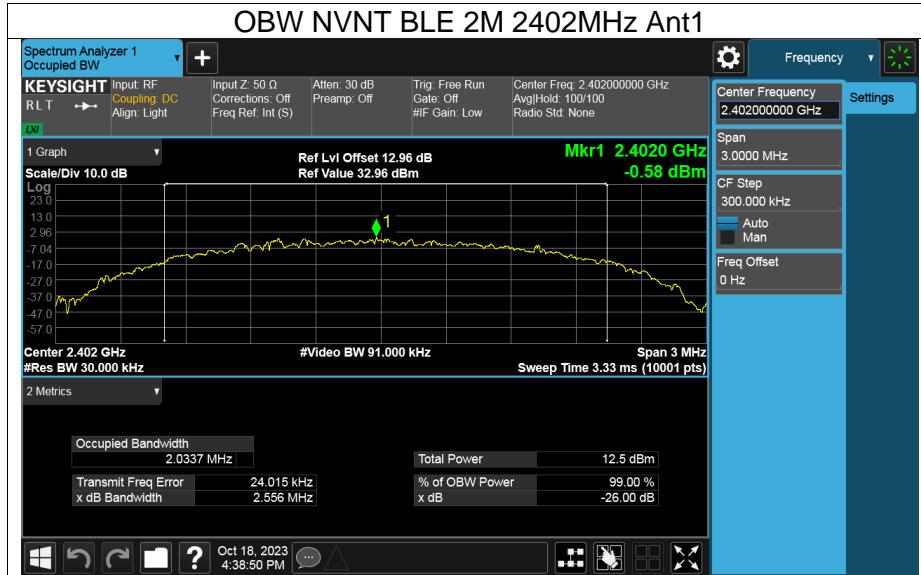 OBW NVNT BLE 2M 2402MHz Ant1
Spectrum Analyzer 1
Occupied BW
Frequency
KEYSIGHT
R L T
LXI
Input: RF
Coupling: DC
Align: Light
Input Z: 50 Ω
Corrections: Off
Freq Ref: Int (S)
Atten: 30 dB
Preamp: Off
Trig: Free Run
Gate: Off
#IF Gain: Low
Center Freq: 2.402000000 GHz
Avg|Hold: 100/100
Radio Std: None
Center Frequency
2.402000000 GHz
Settings
Span
3.0000 MHz
CF Step
300.000 kHz
Auto
Man
Freq Offset
0 Hz
1 Graph
Ref Lvl Offset 12.96 dB
Mkr1 2.4020 GHz
Scale/Div 10.0 dB
Ref Value 32.96 dBm
-0.58 dBm
Log
23.0
13.0
2.96
-7.04
-17.0
-27.0
-37.0
-47.0
-57.0
1
Center 2.402 GHz
#Video BW 91.000 kHz
Span 3 MHz
#Res BW 30.000 kHz
Sweep Time 3.33 ms (10001 pts)
2 Metrics
Occupied Bandwidth
2.0337 MHz
Total Power 12.5 dBm
Transmit Freq Error 24.015 kHz
% of OBW Power 99.00 %
x dB Bandwidth 2.556 MHz
x dB -26.00 dB
?
Oct 18, 2023
4:38:50 PM